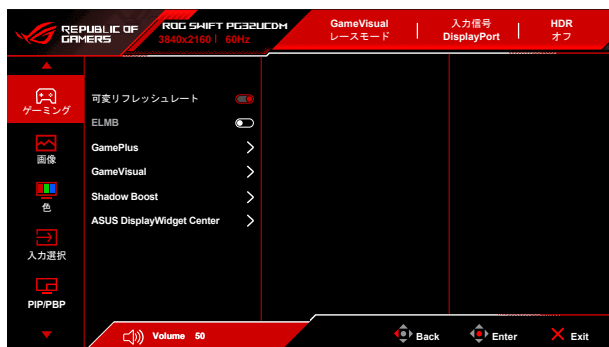 REPUBLIC OF
GAMERS
ROG SWIFT PG32UCDM
3840x2160 | 60Hz
GameVisual
レースモード
入力信号
DisplayPort
HDR
オフ
ゲーミング
画像
色
入力選択
PIP/PBP
可変リフレッシュレート
ELMB
GamePlus
GameVisual
Shadow Boost
ASUS DisplayWidget Center
Volume 50
Back
Enter
Exit